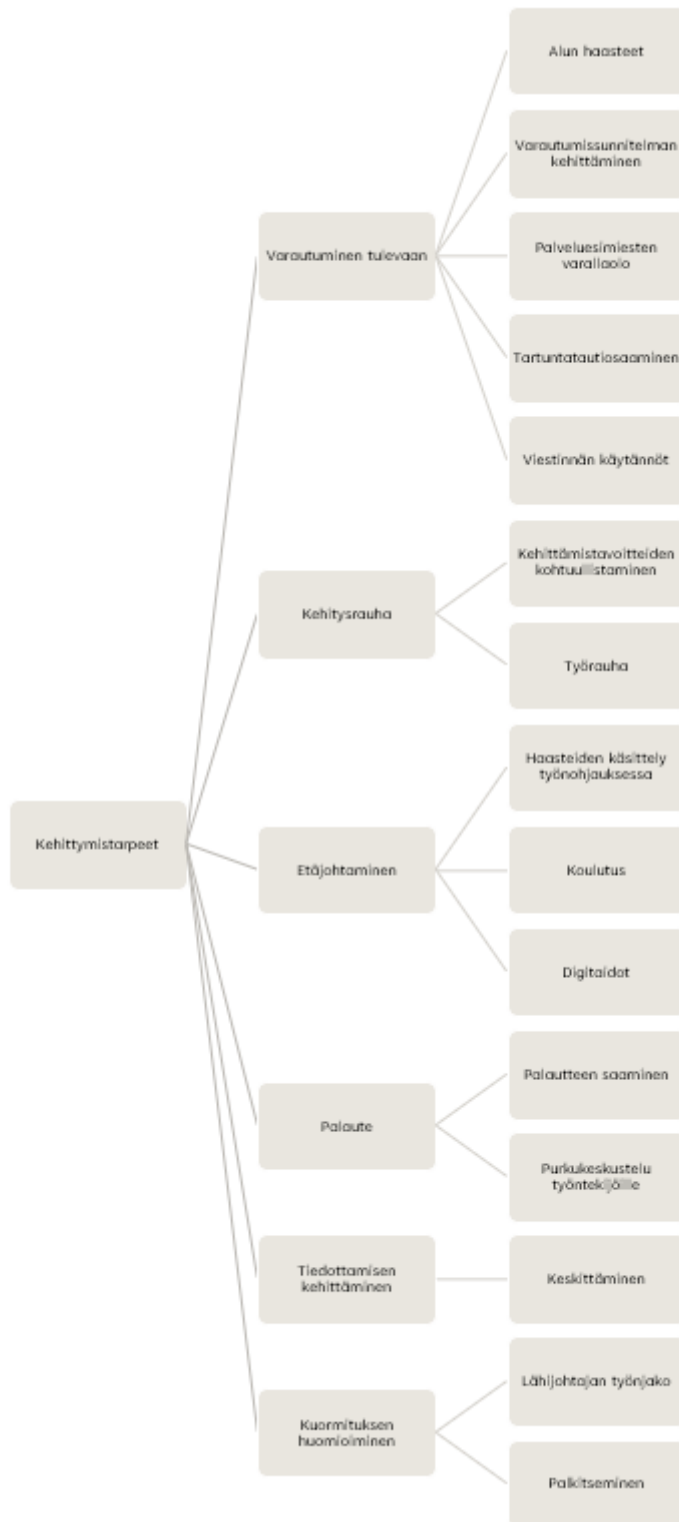 Alun haasteet
Varautumissunnitelman
kehittäminen
Varautuminen tulevaan
Palveluesimiesten
varallaolo
Tartuntatautiosaaminen
Viestinnän käytännöt
Kehittämistavoitteiden
kohtuullistaminen
Kehitysrauha
Työrauha
Haasteiden käsittely
työnohjauksessa
Kehittymistarpeet
Etäjohtaminen
Koulutus
Digitaidot
Palautteen saaminen
Palaute
Purkukeskustelu
työntekijöille
Tiedottamisen
kehittäminen
Keskittäminen
Lähijohtajan työnjako
Kuormituksen
huomioiminen
Palkitseminen